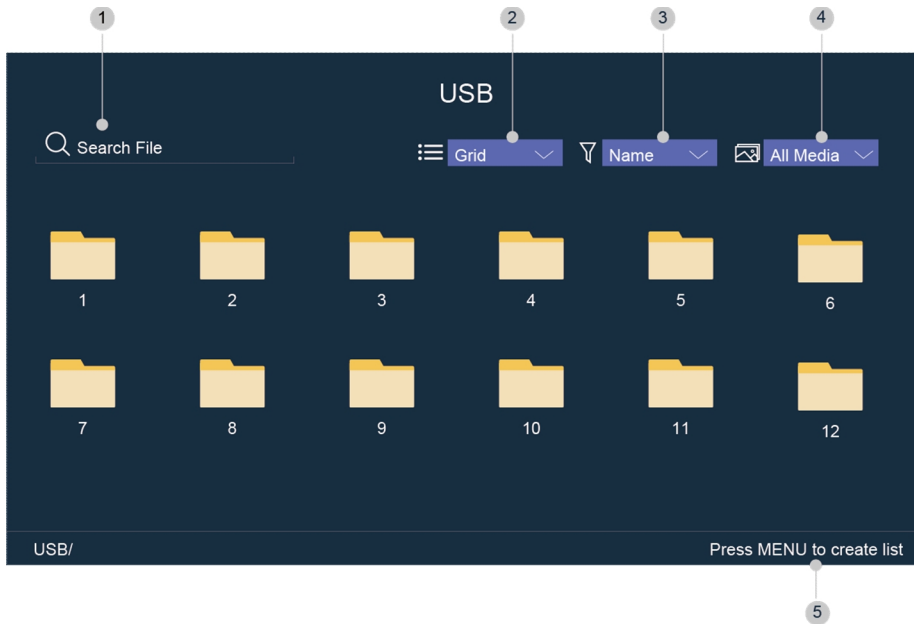 1 2 3 4
USB
Search File Grid Name All Media
1 2 3 4 5 6
7 8 9 10 11 12
USB/ Press MENU to create list
5